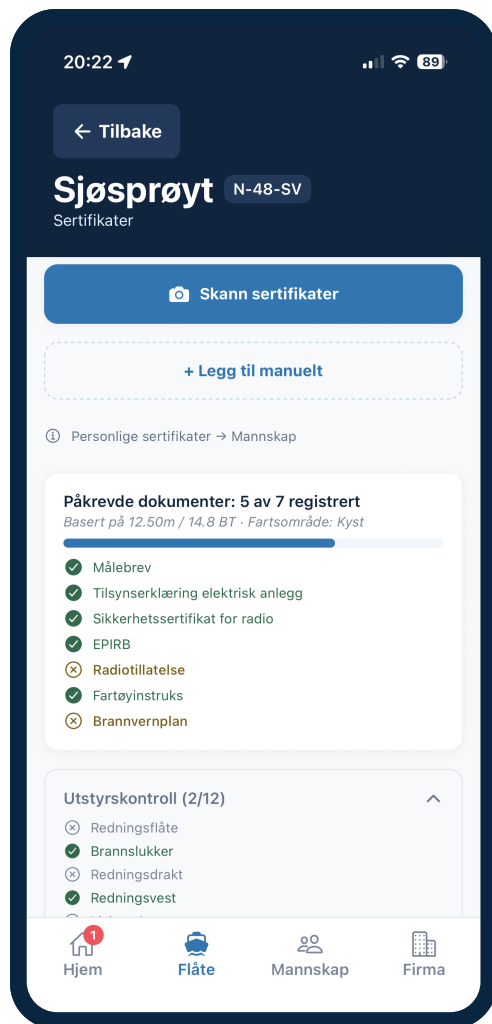 20:22
89
← Tilbake
Sjøsprøyt N-48-SV
Sertifikater
Skann sertifikater
+ Legg til manuelt
Personlige sertifikater → Mannskap
Påkrevde dokumenter: 5 av 7 registrert
Basert på 12.50m / 14.8 BT · Fartsområde: Kyst
Målebrev
Tilsynserklæring elektrisk anlegg
Sikkerhetssertifikat for radio
EPIRB
Radiotillatelse
Fartøyinstruks
Brannvernplan
Utstyrskontroll (2/12)
Redningsflåte
Brannslukker
Redningsdrakt
Redningsvest
1
Hjem Flåte Mannskap Firma